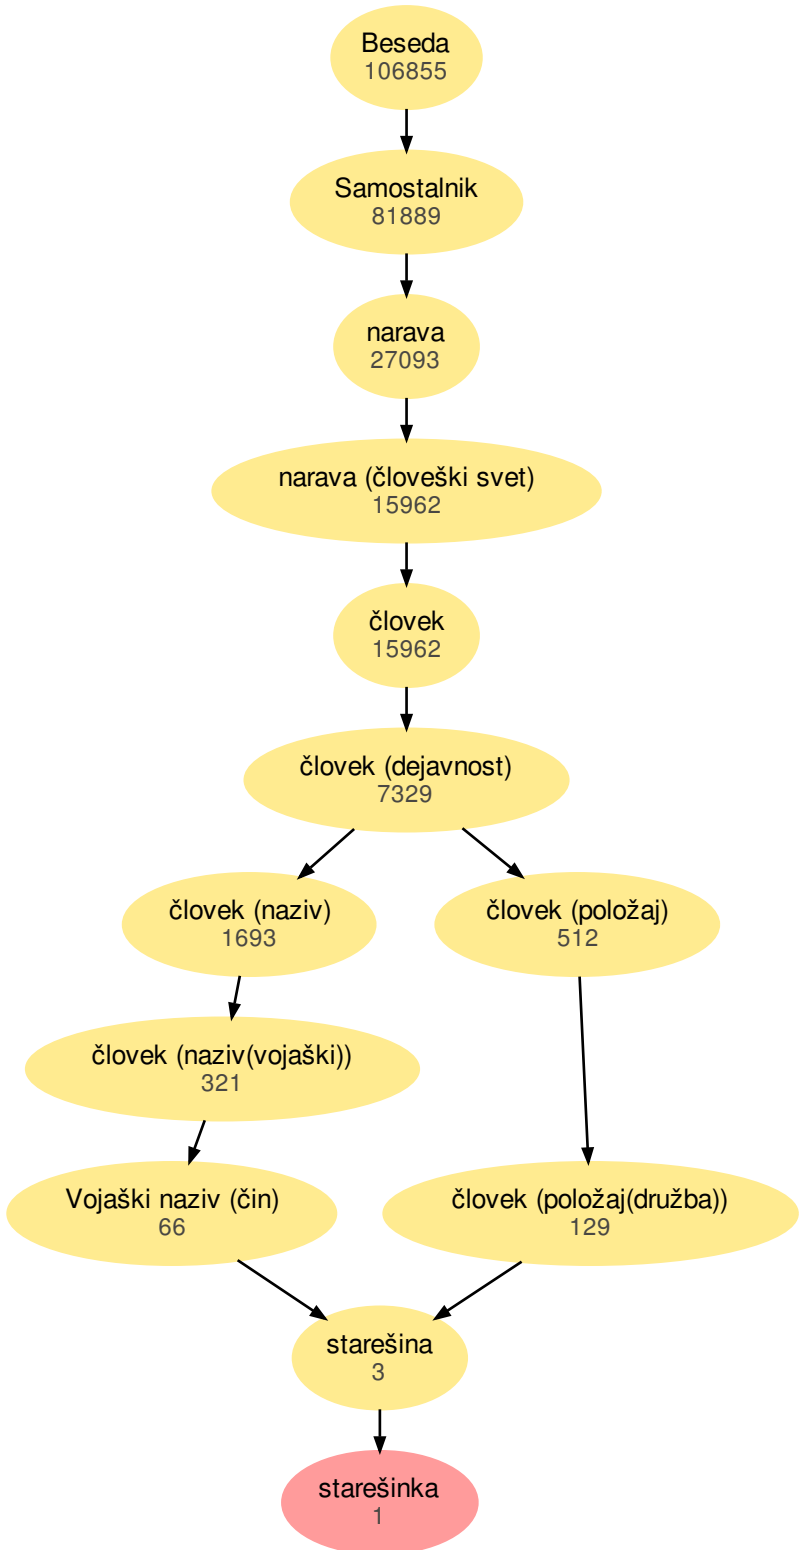 Beseda
106855
Samostalnik
81889
narava
27093
narava (človeški svet)
15962
človek
15962
človek (dejavnost)
7329
človek (naziv)
1693
človek (položaj)
512
človek (naziv(vojaški))
321
Vojaški naziv (čin)
66
človek (položaj(družba))
129
starešina
3
starešinka
1